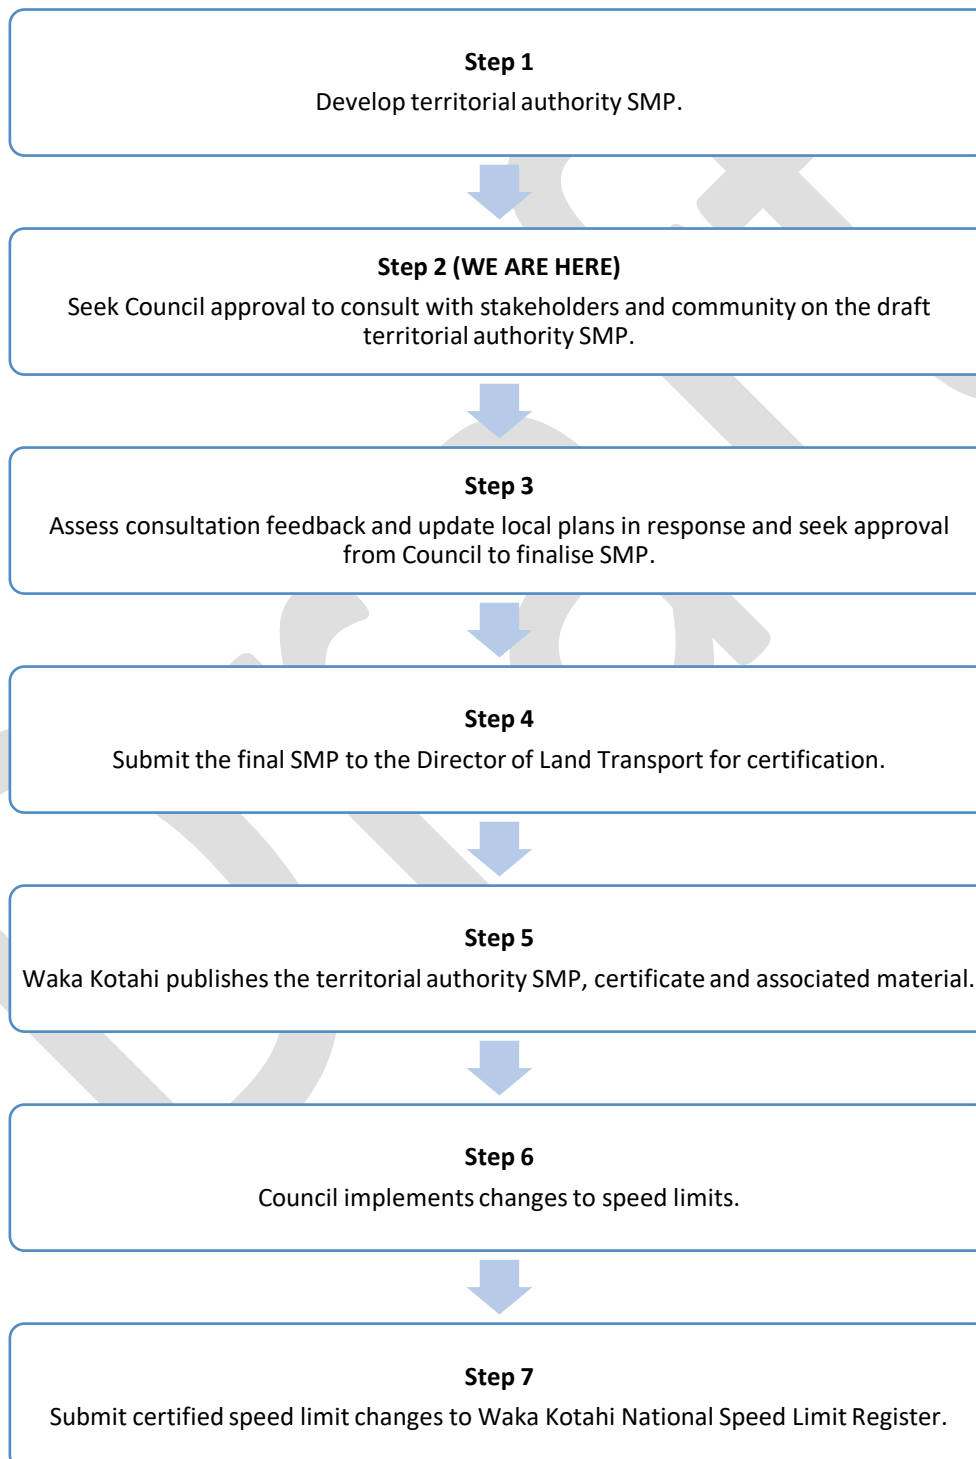 Step 1
Develop territorial authority SMP.
Step 2 (WE ARE HERE)
Seek Council approval to consult with stakeholders and community on the draft
territorial authority SMP.
Step 3
Assess consultation feedback and update local plans in response and seek approval
from Council to finalise SMP.
Step 4
Submit the final SMP to the Director of Land Transport for certification.
Step 5
Waka Kotahi publishes the territorial authority SMP, certificate and associated material.
Step 6
Council implements changes to speed limits.
Step 7
Submit certified speed limit changes to Waka Kotahi National Speed Limit Register.
Draft